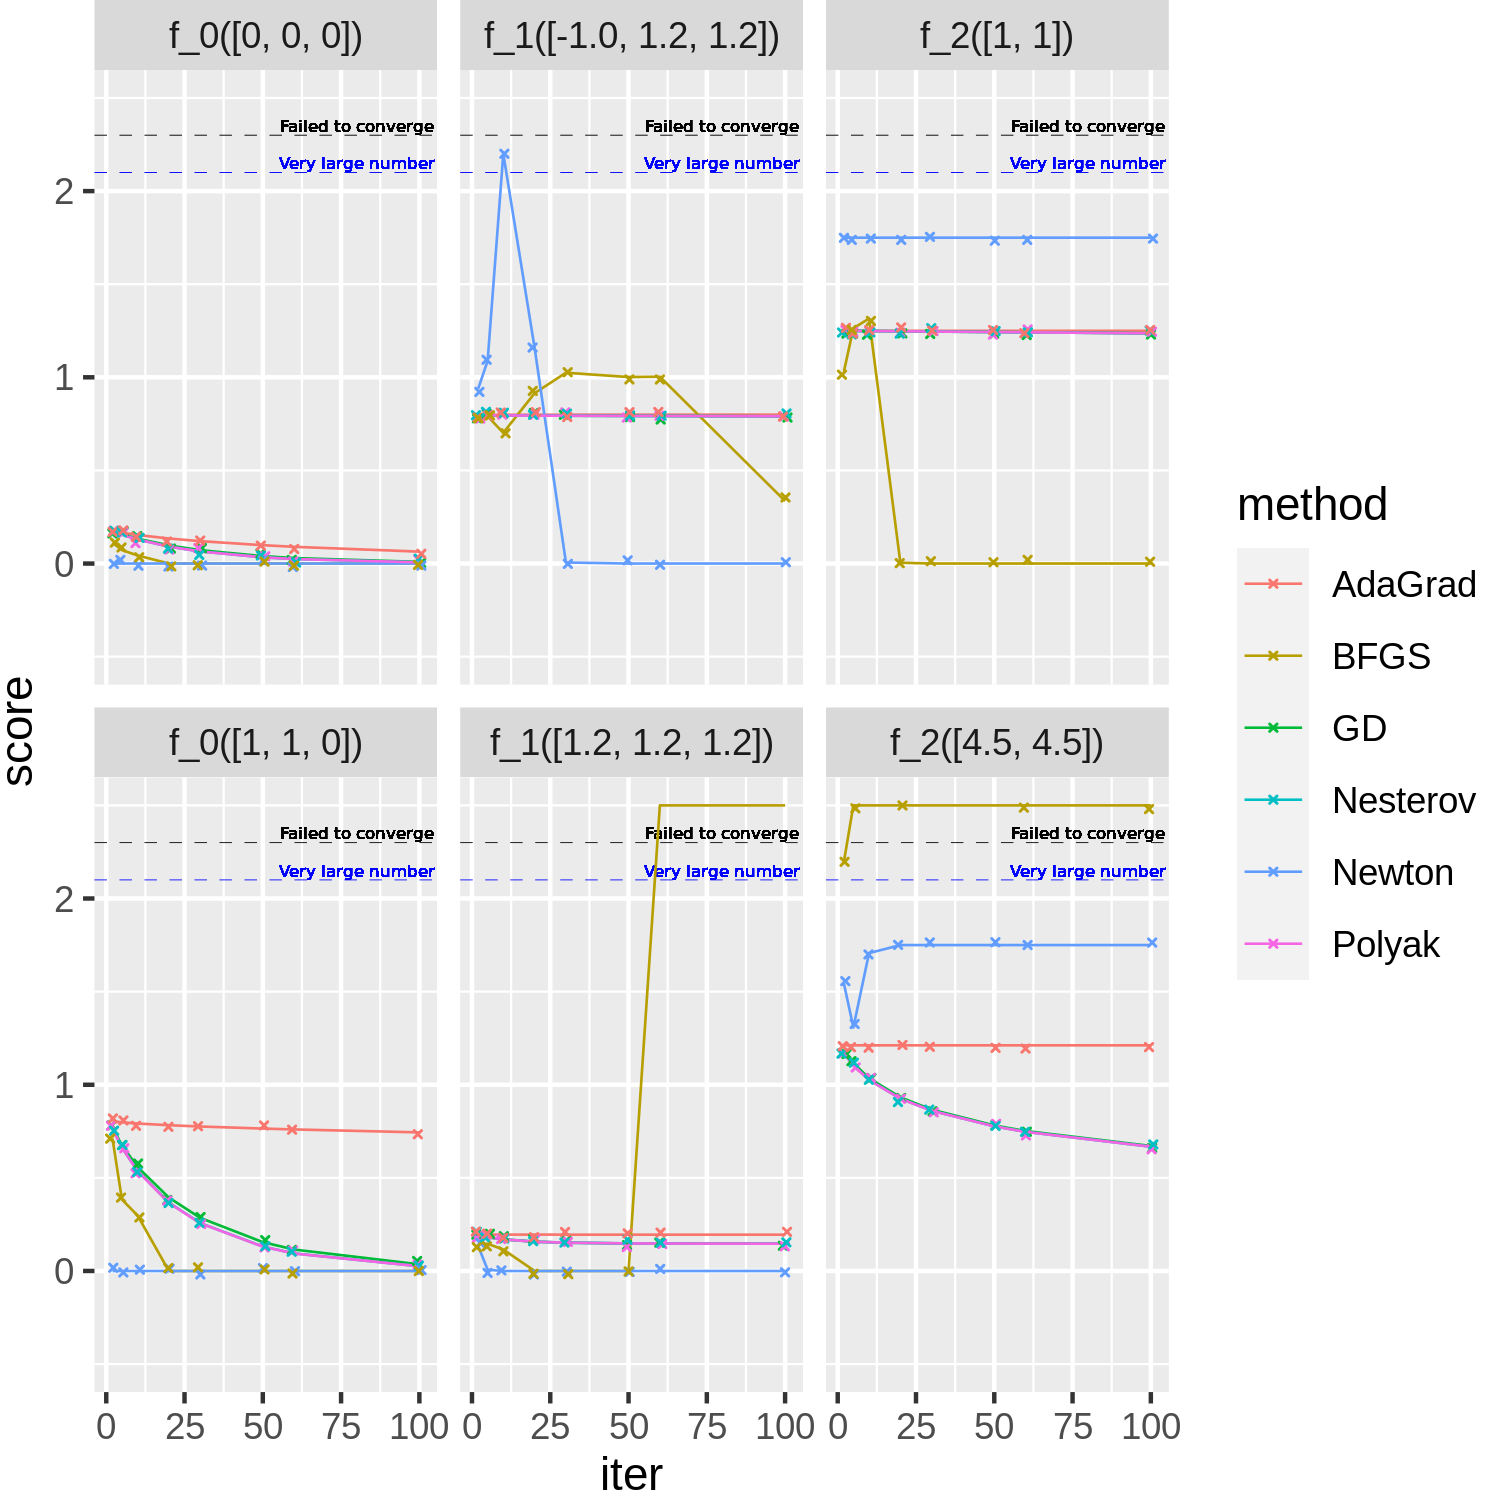 f_0([0, 0, 0])
f_1([-1.0, 1.2, 1.2])
f_2([1, 1])
Failed to converge
Failed to converge
Failed to converge
Very large number
Very large number
Very large number
2
1
0
score
f_0([1, 1, 0])
f_1([1.2, 1.2, 1.2])
f_2([4.5, 4.5])
Failed to converge
Failed to converge
Failed to converge
Very large number
Very large number
Very large number
2
1
0
0 25 50 75 100
0 25 50 75 100
0 25 50 75 100
iter
method
AdaGrad
BFGS
GD
Nesterov
Newton
Polyak